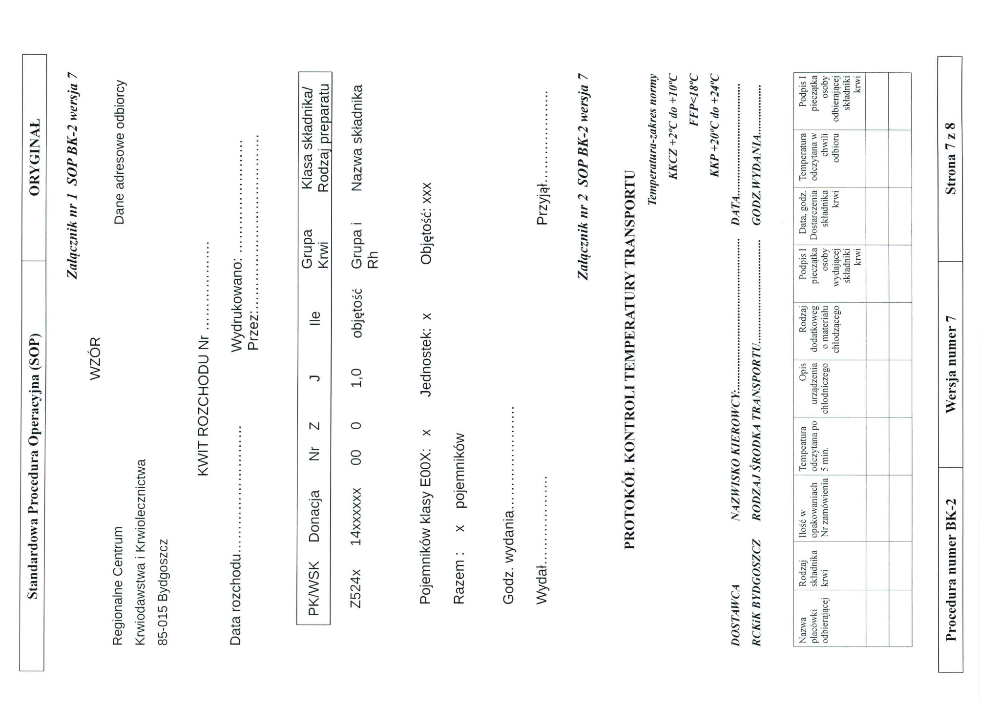 Standardowa Procedura Operacyjna (SOP) ORYGINAŁ
Załącznik nr 1 SOP BK-2 wersja 7
WZÓR
Regionalne Centrum Dane adresowe odbiorcy
Krwiodawstwa i Krwiolecznictwa
85-015 Bydgoszcz
KWIT ROZCHODU Nr ..................
Data rozchodu................................ Wydrukowano: ........................
Przez:..................................
PK/WSK Donacja Nr Z J Ile Grupa Krwi Klasa składnika/ Rodzaj preparatu
Z524x 14xxxxxx 00 0 1,0 objętość Grupa i Rh Nazwa składnika
Pojemników klasy E00X: x Jednostek: x Objętość: xxx
Razem : x pojemników
Godz. wydania..........................
Wydał...................... Przyjął.......................
Załącznik nr 2 SOP BK-2 wersja 7
PROTOKÓŁ KONTROLI TEMPERATURY TRANSPORTU
Temperatura-zakres normy
KKCZ +2ºC do +10ºC
FFP<18ºC
KKP +20ºC do +24ºC
DOSTAWCA NAZWISKO KIEROWCY:................................................ DATA...................................
RCKiK BYDGOSZCZ RODZAJ ŚRODKA TRANSPORTU................................ GODZ.WYDANIA................
Nazwa placówki odbierającej
Rodzaj składnika krwi
Ilość w opakowaniach Nr zamówienia
Tempeatura odczytana po 5 min.
Opis urządzenia chłodniczego
Rodzaj dodatkoweg o materiału chłodzącego
Podpis I pieczątka osoby wydającej składniki krwi
Data, godz. Dostarczenia składnika krwi
Temperatura odczytana w chwili odbioru
Podpis I pieczątka osoby odbierającej składniki krwi
Procedura numer BK-2 Wersja numer 7 Strona 7 z 8